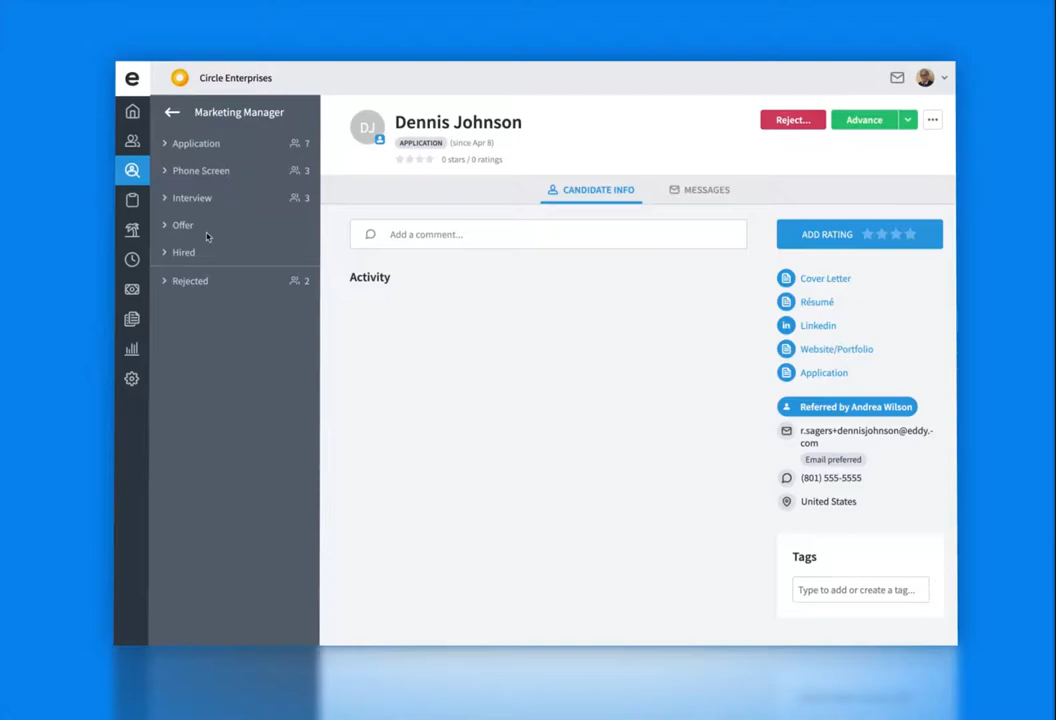 e
Circle Enterprises
Marketing Manager
Application 7
Phone Screen 3
Interview 3
Offer
Hired
Rejected 2
DJ
Dennis Johnson
APPLICATION (since Apr 8)
0 stars / 0 ratings
Reject...
Advance
CANDIDATE INFO
MESSAGES
Add a comment...
Activity
ADD RATING
Cover Letter
Résumé
in Linkedin
Website/Portfolio
Application
Referred by Andrea Wilson
r.sagers+dennisjohnson@eddy.-
com
Email preferred
(801) 555-5555
United States
Tags
Type to add or create a tag...